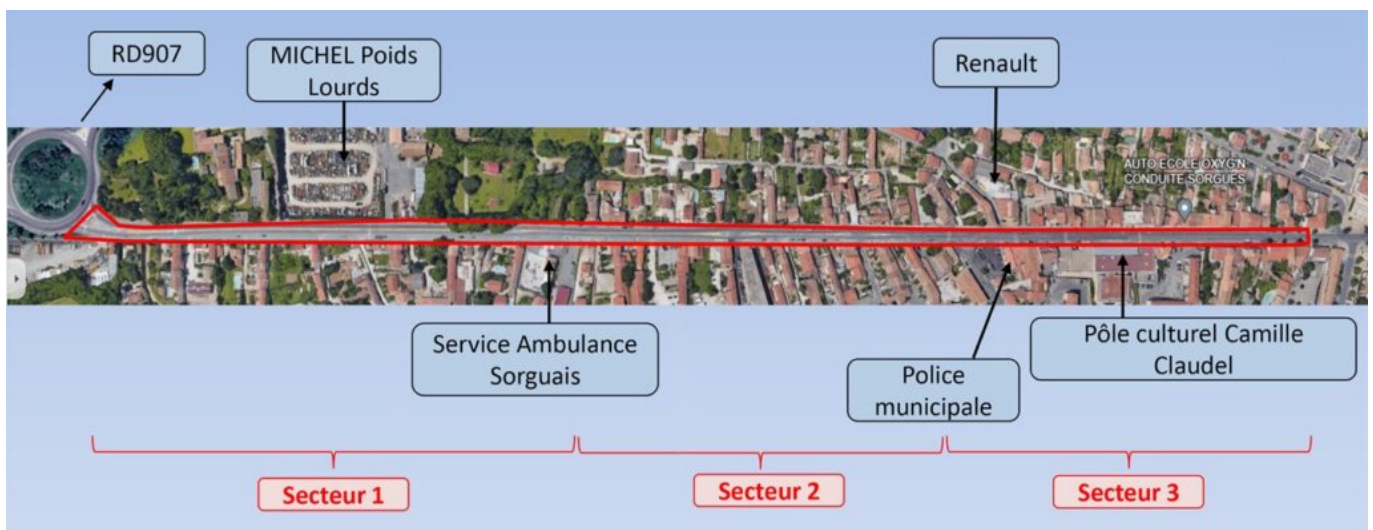 RD907
MICHEL Poids
Lourds
Renault
AUTO ECOLE OXYG'N
CONDUITE SORGUES
Service Ambulance
Sorguais
Police
municipale
Pôle culturel Camille
Claudel
Secteur 1
Secteur 2
Secteur 3